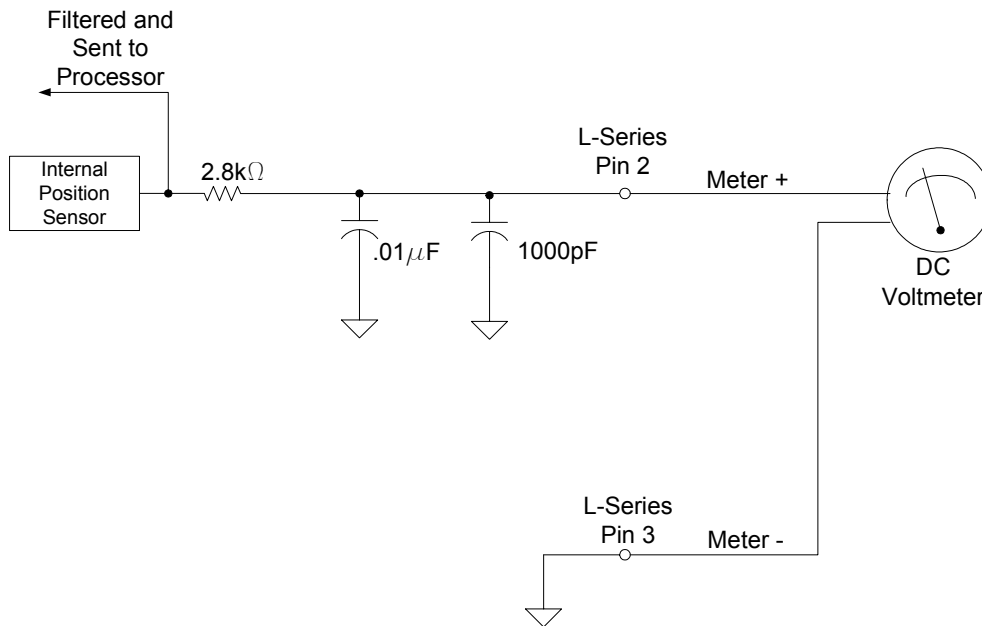 Filtered and
Sent to
Processor
Internal
Position
Sensor
2.8kΩ
.01μF
1000pF
L-Series
Pin 2
Meter +
DC
Voltmeter
L-Series
Pin 3
Meter -